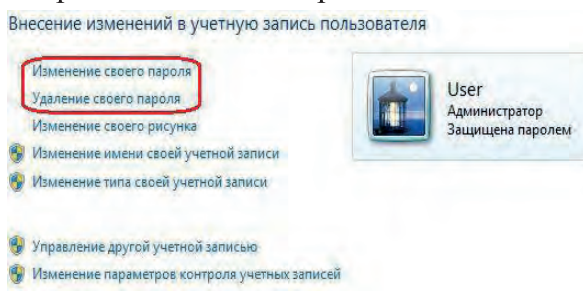 Внесение изменений в учетную запись пользователя
Изменение своего пароля
Удаление своего пароля
Изменение своего рисунка
Изменение имени своей учетной записи
Изменение типа своей учетной записи
Управление другой учетной записью
Изменение параметров контроля учетных записей
User
Администратор
Защищена паролем